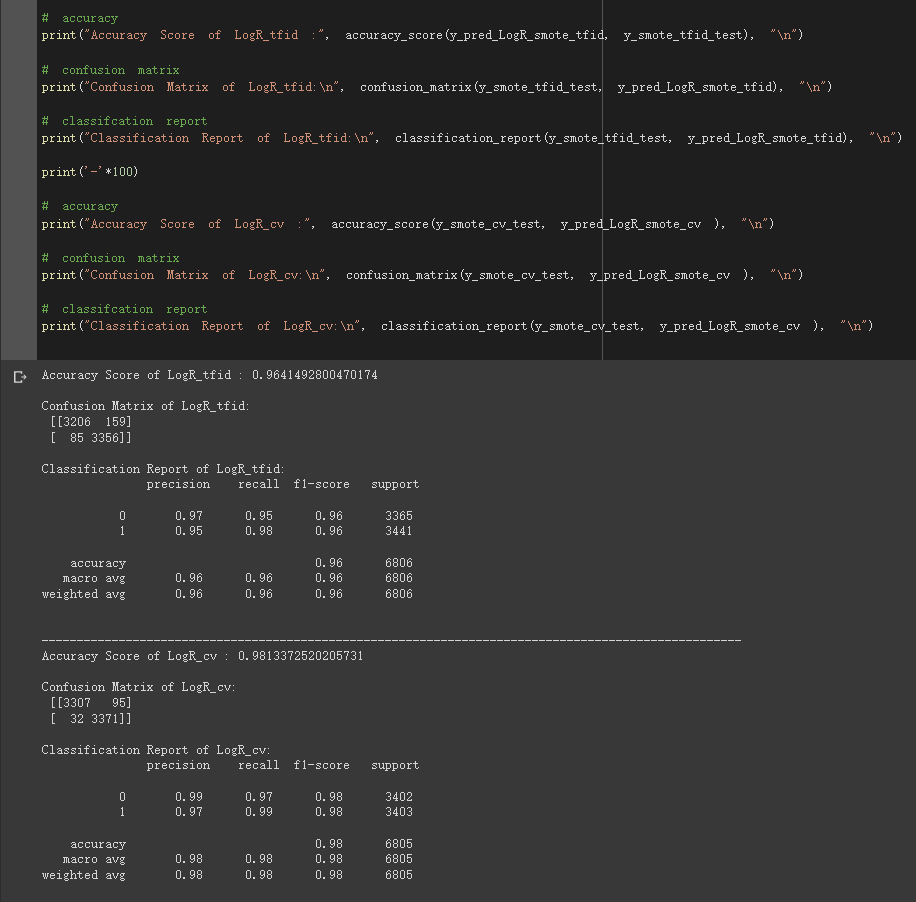 # accuracy
print("Accuracy Score of LogR_tfid :", accuracy_score(y_pred_LogR_smote_tfid, y_smote_tfid_test), "\n")
# confusion matrix
print("Confusion Matrix of LogR_tfid:\n", confusion_matrix(y_smote_tfid_test, y_pred_LogR_smote_tfid), "\n")
# classifcation report
print("Classification Report of LogR_tfid:\n", classification_report(y_smote_tfid_test, y_pred_LogR_smote_tfid), "\n")
print('-'*100)
# accuracy
print("Accuracy Score of LogR_cv :", accuracy_score(y_smote_cv_test, y_pred_LogR_smote_cv ), "\n")
# confusion matrix
print("Confusion Matrix of LogR_cv:\n", confusion_matrix(y_smote_cv_test, y_pred_LogR_smote_cv ), "\n")
# classifcation report
print("Classification Report of LogR_cv:\n", classification_report(y_smote_cv_test, y_pred_LogR_smote_cv ), "\n")
Accuracy Score of LogR_tfid : 0.9641492800470174
Confusion Matrix of LogR_tfid:
[[3206 159]
[ 85 3356]]
Classification Report of LogR_tfid:
precision recall f1-score support
0 0.97 0.95 0.96 3365
1 0.95 0.98 0.96 3441
accuracy 0.96 6806
macro avg 0.96 0.96 0.96 6806
weighted avg 0.96 0.96 0.96 6806
----------------------------------------------------------------------------------------------------
Accuracy Score of LogR_cv : 0.9813372520205731
Confusion Matrix of LogR_cv:
[[3307 95]
[ 32 3371]]
Classification Report of LogR_cv:
precision recall f1-score support
0 0.99 0.97 0.98 3402
1 0.97 0.99 0.98 3403
accuracy 0.98 6805
macro avg 0.98 0.98 0.98 6805
weighted avg 0.98 0.98 0.98 6805